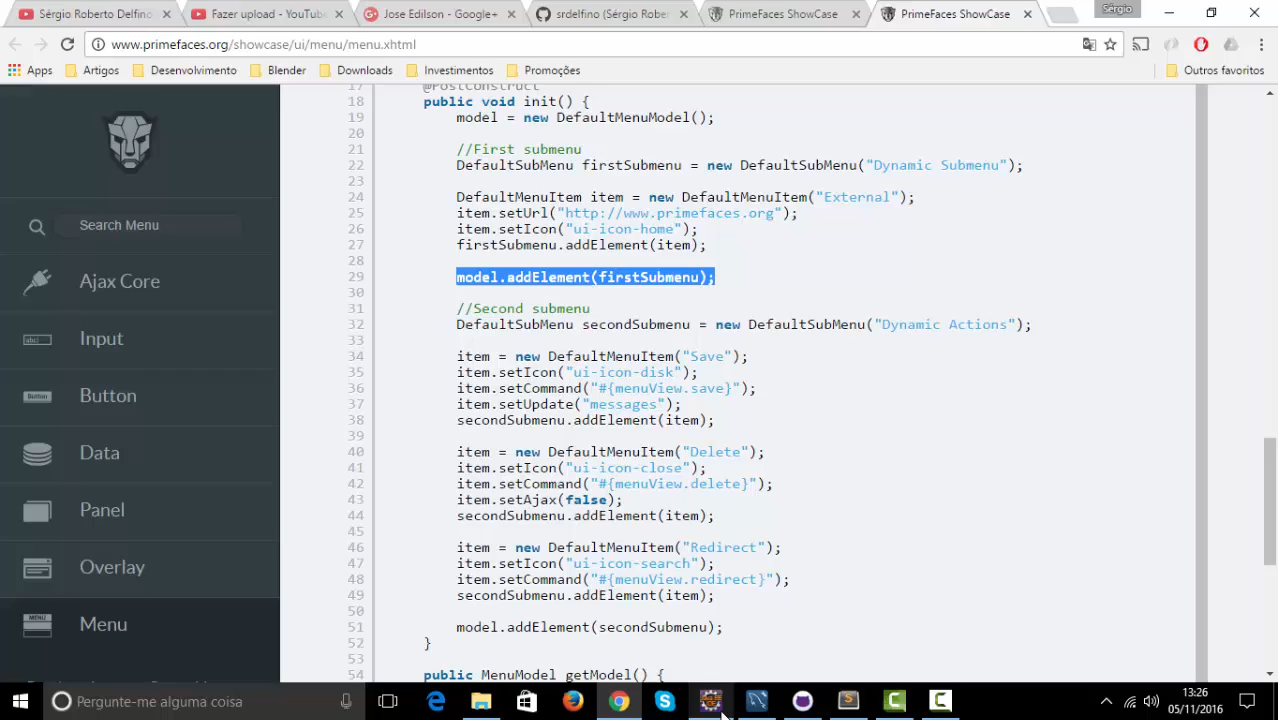 Sérgio Roberto Delfino
Fazer upload - YouTube
Jose Edilson - Google+
srdelfino (Sérgio Rober
PrimeFaces ShowCase
PrimeFaces ShowCase
Sérgio
www.primefaces.org/showcase/ui/menu/menu.xhtml
Apps
Artigos
Desenvolvimento
Blender
Downloads
Investimentos
Promoções
Outros favoritos
Search Menu
Ajax Core
Input
Button
Data
Panel
Overlay
Menu
17 @PostConstruct
18 public void init() {
19 model = new DefaultMenuModel();
20
21 //First submenu
22 DefaultSubMenu firstSubmenu = new DefaultSubMenu("Dynamic Submenu");
23
24 DefaultMenuItem item = new DefaultMenuItem("External");
25 item.setUrl("http://www.primefaces.org");
26 item.setIcon("ui-icon-home");
27 firstSubmenu.addElement(item);
28
29 model.addElement(firstSubmenu);
30
31 //Second submenu
32 DefaultSubMenu secondSubmenu = new DefaultSubMenu("Dynamic Actions");
33
34 item = new DefaultMenuItem("Save");
35 item.setIcon("ui-icon-disk");
36 item.setCommand("#{menuView.save}");
37 item.setUpdate("messages");
38 secondSubmenu.addElement(item);
39
40 item = new DefaultMenuItem("Delete");
41 item.setIcon("ui-icon-close");
42 item.setCommand("#{menuView.delete}");
43 item.setAjax(false);
44 secondSubmenu.addElement(item);
45
46 item = new DefaultMenuItem("Redirect");
47 item.setIcon("ui-icon-search");
48 item.setCommand("#{menuView.redirect}");
49 secondSubmenu.addElement(item);
50
51 model.addElement(secondSubmenu);
52 }
53
54 public MenuModel getModel() {
Pergunte-me alguma coisa
13:26
05/11/2016